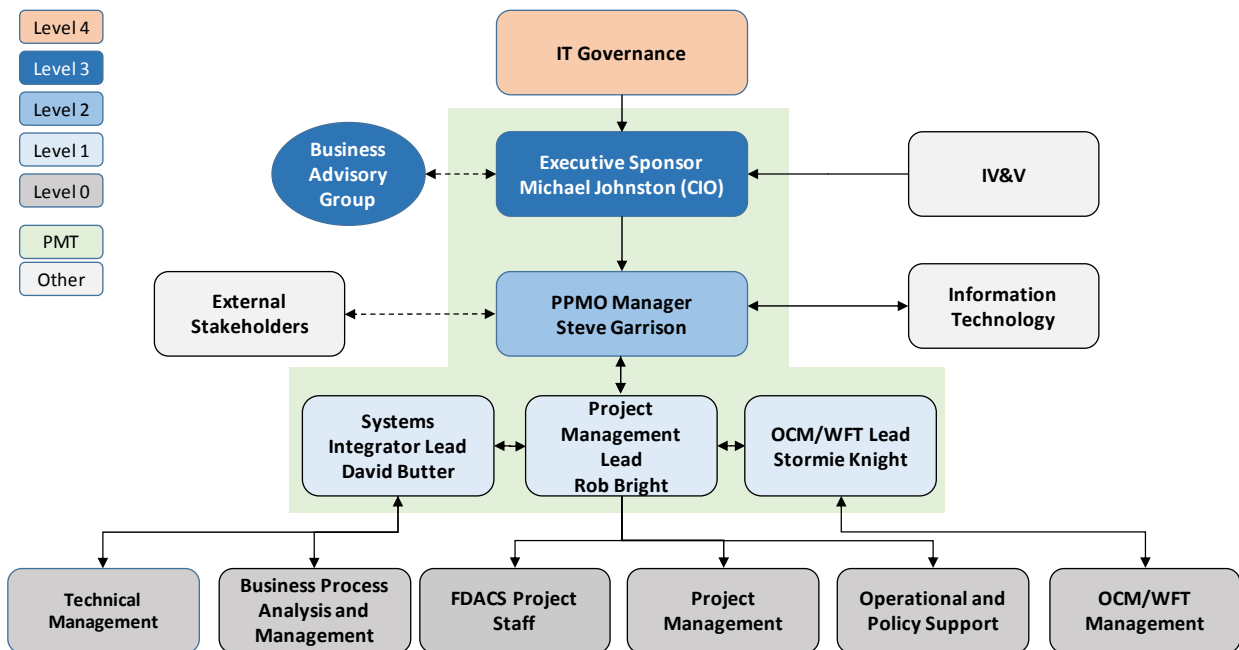 Level 4
Level 3
Level 2
Level 1
Level 0
PMT
Other
IT Governance
Business
Advisory
Group
Executive Sponsor
Michael Johnston (CIO)
IV&V
External
Stakeholders
PPMO Manager
Steve Garrison
Information
Technology
Systems
Integrator Lead
David Butter
Project
Management
Lead
Rob Bright
OCM/WFT Lead
Stormie Knight
Technical
Management
Business Process
Analysis and
Management
FDACS Project
Staff
Project
Management
Operational and
Policy Support
OCM/WFT
Management